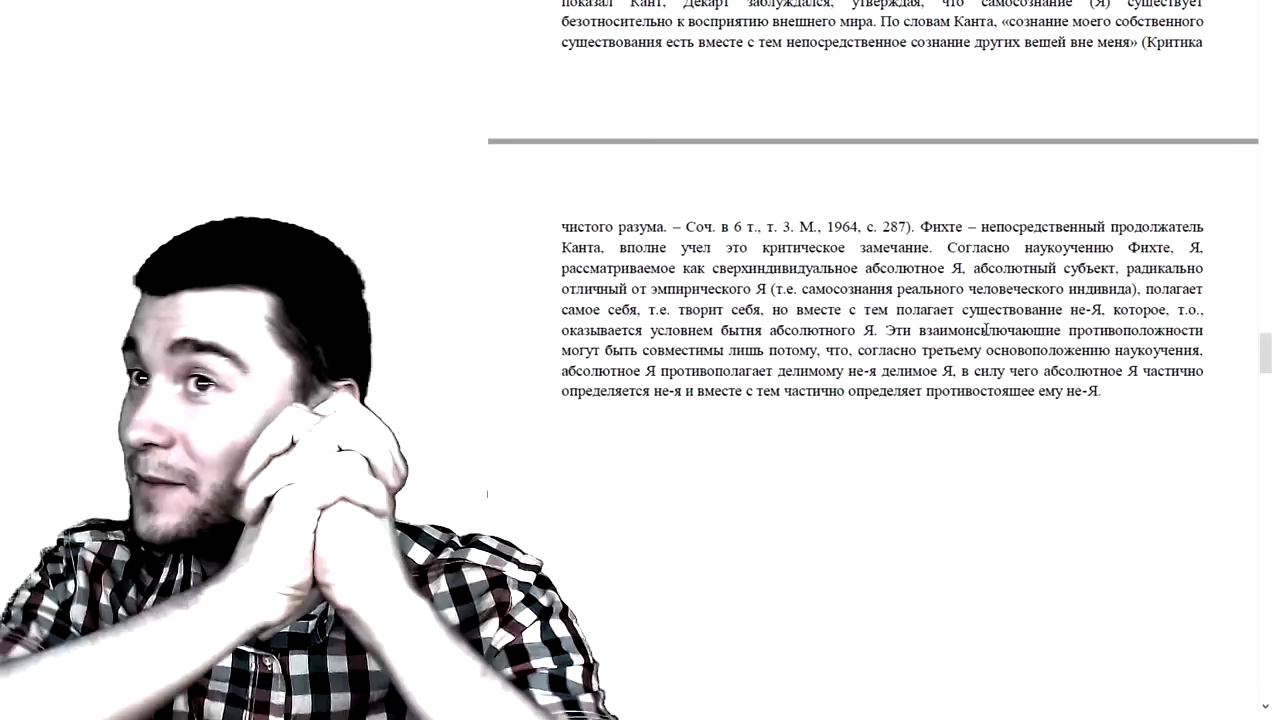 показал Кант, Декарт заблуждался, утверждая, что самосознание (Я) существует
безотносительно к восприятию внешнего мира. По словам Канта, «сознание моего собственного
существования есть вместе с тем непосредственное сознание других вещей вне меня» (Критика
чистого разума. – Соч. в 6 т., т. 3. М., 1964, с. 287). Фихте – непосредственный продолжатель
Канта, вполне учел это критическое замечание. Согласно наукоучению Фихте, Я,
рассматриваемое как сверхиндивидуальное абсолютное Я, абсолютный субъект, радикально
отличный от эмпирического Я (т.е. самосознания реального человеческого индивида), полагает
самое себя, т.е. творит себя, но вместе с тем полагает существование не-Я, которое, т.о.,
оказывается условием бытия абсолютного Я. Эти взаимоисключающие противоположности
могут быть совместимы лишь потому, что, согласно третьему основоположению наукоучения,
абсолютное Я противополагает делимому не-я делимое Я, в силу чего абсолютное Я частично
определяется не-я и вместе с тем частично определяет противостоящее ему не-Я.